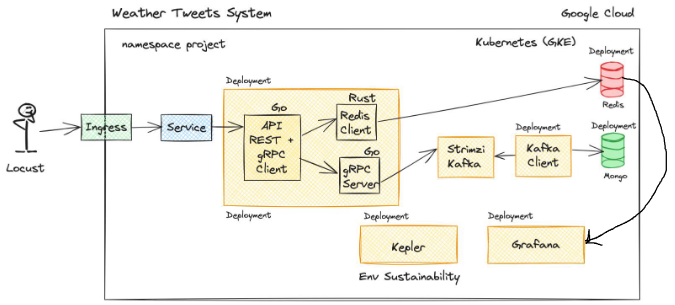 Weather Tweets System
Google Cloud
namespace project
Kubernetes (GKE)
Deployment
Redis
Deployment
Go
API
REST +
gRPC
Client
Rust
Redis
Client
Go
gRPC
Server
Deployment
Locust
Ingress
Service
Strimzi
Kafka
Deployment
Kafka
Client
Deployment
Mongo
Deployment
Kepler
Env Sustainability
Deployment
Grafana